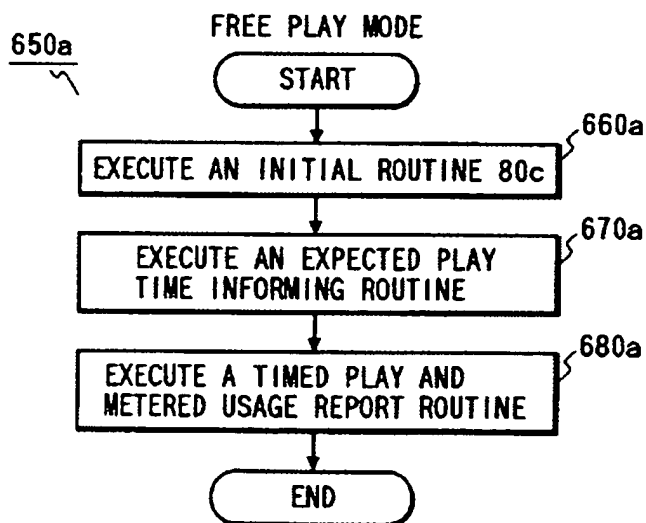 FREE PLAY MODE
650a
START
660a
EXECUTE AN INITIAL ROUTINE 80c
670a
EXECUTE AN EXPECTED PLAY
TIME INFORMING ROUTINE
680a
EXECUTE A TIMED PLAY AND
METERED USAGE REPORT ROUTINE
END